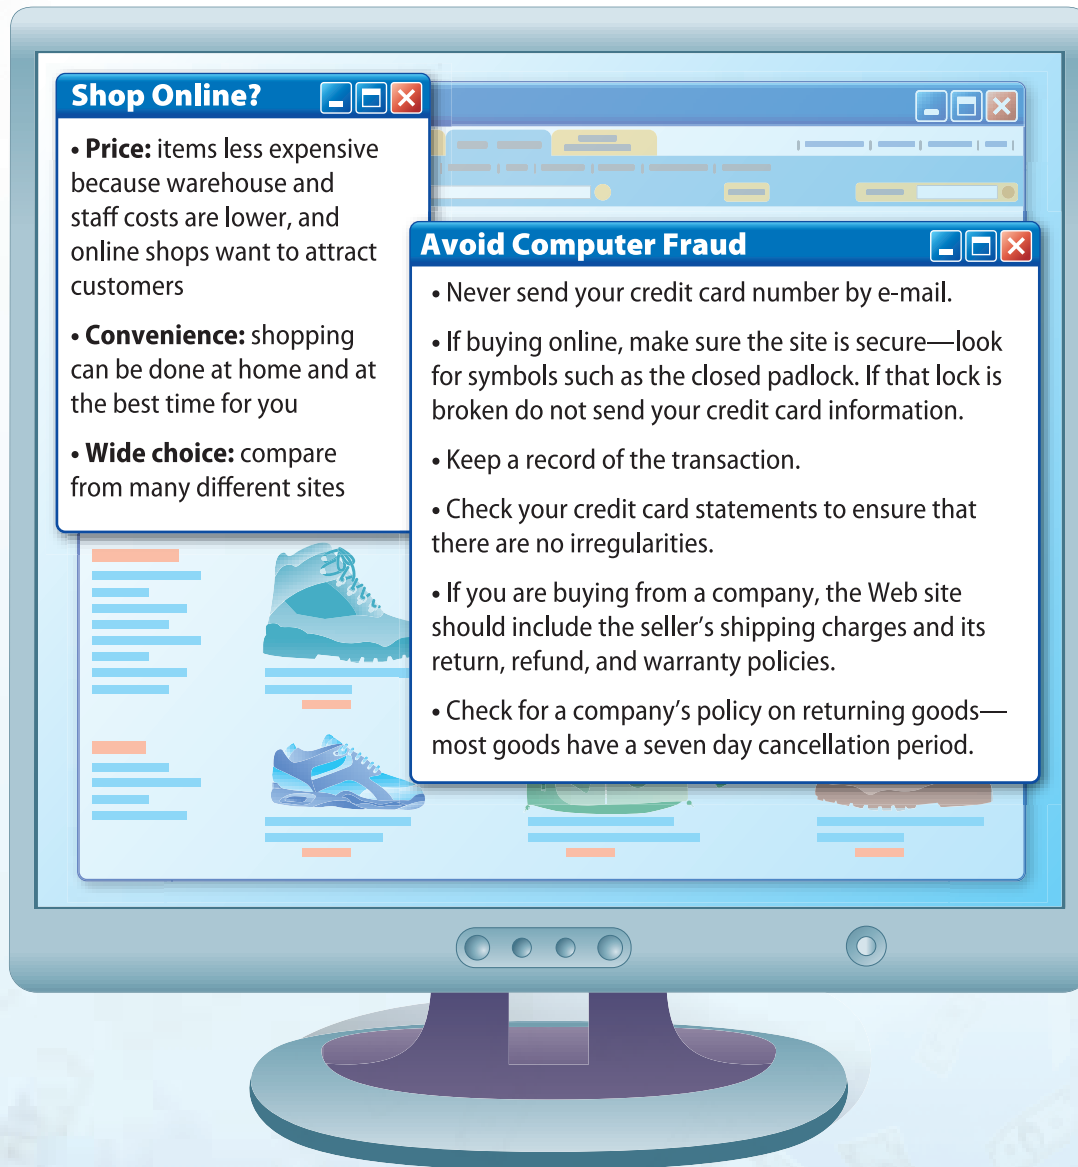 Shop Online?
• Price: items less expensive
because warehouse and
staff costs are lower, and
online shops want to attract
customers
• Convenience: shopping
can be done at home and at
the best time for you
• Wide choice: compare
from many different sites
Avoid Computer Fraud
• Never send your credit card number by e-mail.
• If buying online, make sure the site is secure—look
for symbols such as the closed padlock. If that lock is
broken do not send your credit card information.
• Keep a record of the transaction.
• Check your credit card statements to ensure that
there are no irregularities.
• If you are buying from a company, the Web site
should include the seller’s shipping charges and its
return, refund, and warranty policies.
• Check for a company’s policy on returning goods—
most goods have a seven day cancellation period.